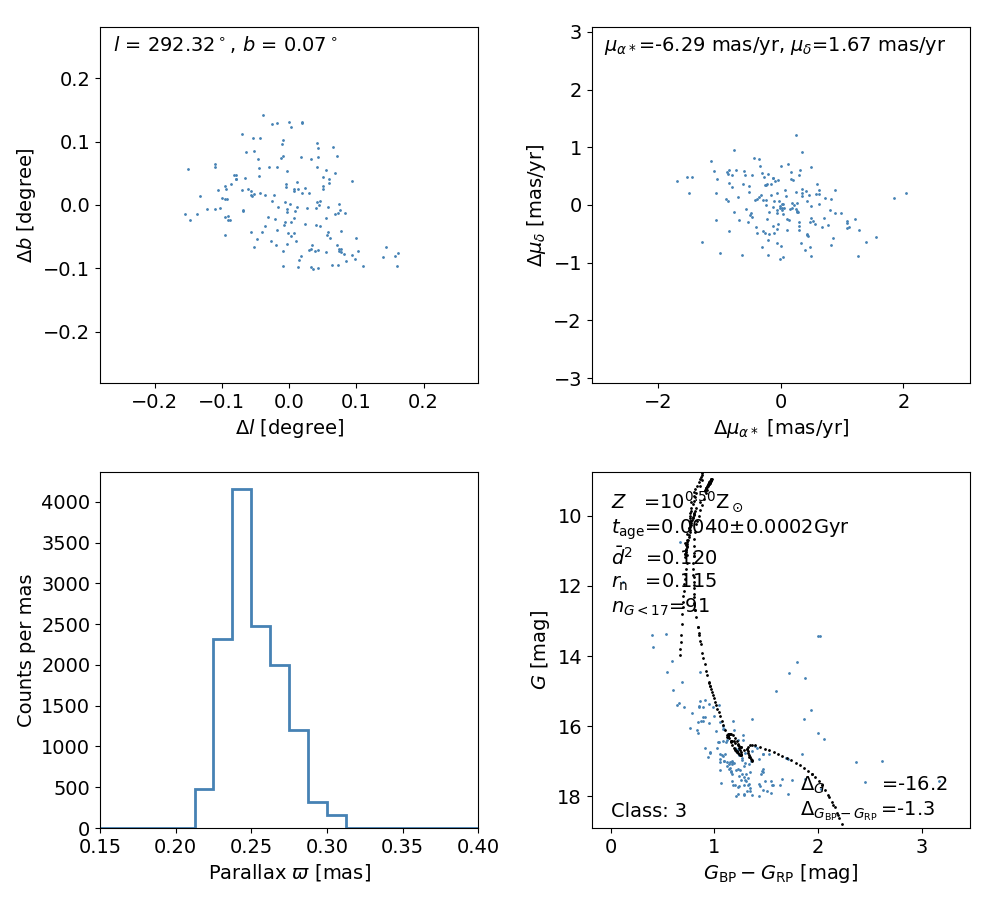 l = 292.32°, b = 0.07°
0.2
0.1
0.0
−0.1
−0.2
Δb [degree]
−0.2 −0.1 0.0 0.1 0.2
Δl [degree]
μα*=-6.29 mas/yr, μδ=1.67 mas/yr
3
2
1
0
−1
−2
−3
Δμδ [mas/yr]
−2 0 2
Δμα* [mas/yr]
4000
3500
3000
2500
2000
1500
1000
500
0
Counts per mas
0.15 0.20 0.25 0.30 0.35 0.40
Parallax ϖ [mas]
Z =10^0.50 Z⊙
t_age=0.0040±0.0002Gyr
d̄² =0.120
r_n =0.115
n_G<17=91
10
12
14
16
18
G [mag]
Δ_G =-16.2
Δ_G_BP−G_RP =-1.3
Class: 3
0 1 2 3
G_BP − G_RP [mag]